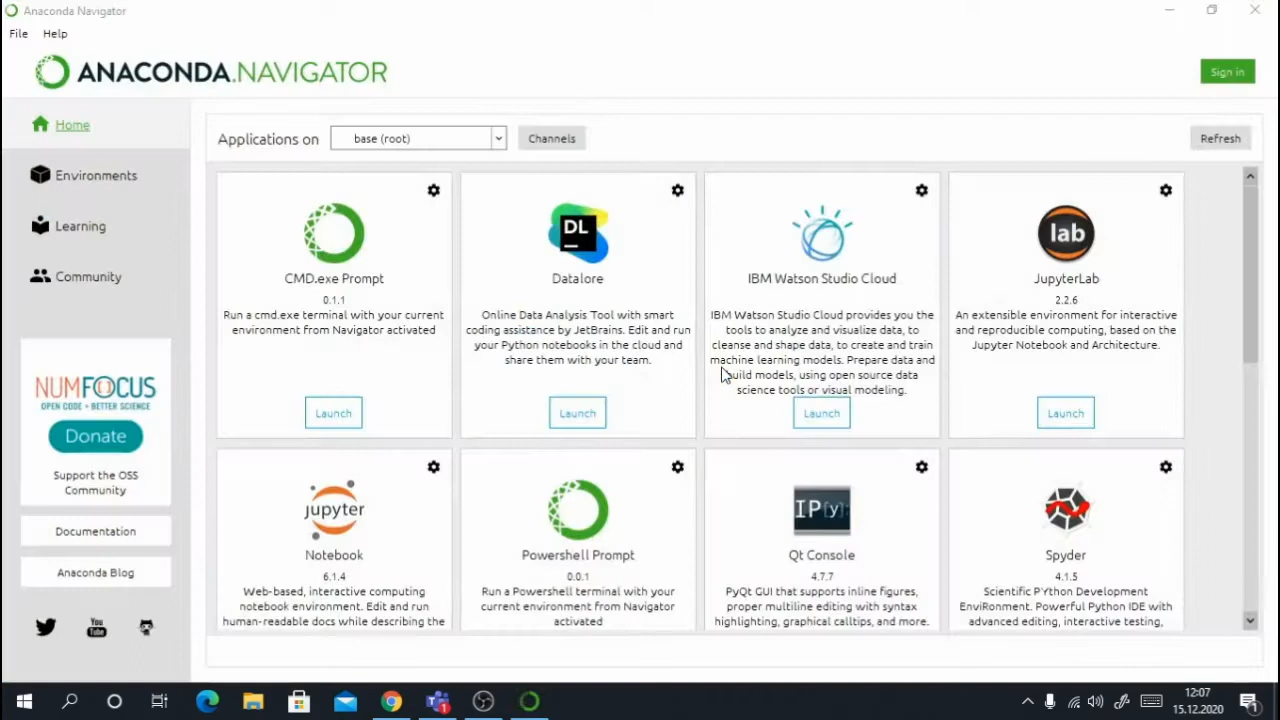 Anaconda Navigator
File Help
ANACONDA.NAVIGATOR
Sign in
Home
Environments
Learning
Community
NUMFOCUS
OPEN CODE = BETTER SCIENCE
Donate
Support the OSS
Community
Documentation
Anaconda Blog
You
Tube
Applications on base (root) Channels Refresh
CMD.exe Prompt
0.1.1
Run a cmd.exe terminal with your current
environment from Navigator activated
Launch
DL
Datalore
Online Data Analysis Tool with smart
coding assistance by JetBrains. Edit and run
your Python notebooks in the cloud and
share them with your team.
Launch
IBM Watson Studio Cloud
IBM Watson Studio Cloud provides you the
tools to analyze and visualize data, to
cleanse and shape data, to create and train
machine learning models. Prepare data and
build models, using open source data
science tools or visual modeling.
Launch
lab
JupyterLab
2.2.6
An extensible environment for interactive
and reproducible computing, based on the
Jupyter Notebook and Architecture.
Launch
jupyter
Notebook
6.1.4
Web-based, interactive computing
notebook environment. Edit and run
human-readable docs while describing the
Powershell Prompt
0.0.1
Run a Powershell terminal with your
current environment from Navigator
activated
IP[y]:
Qt Console
4.7.7
PyQt GUI that supports inline figures,
proper multiline editing with syntax
highlighting, graphical calltips, and more.
Spyder
4.1.5
Scientific PYthon Development
EnviRonment. Powerful Python IDE with
advanced editing, interactive testing,
12:07
15.12.2020